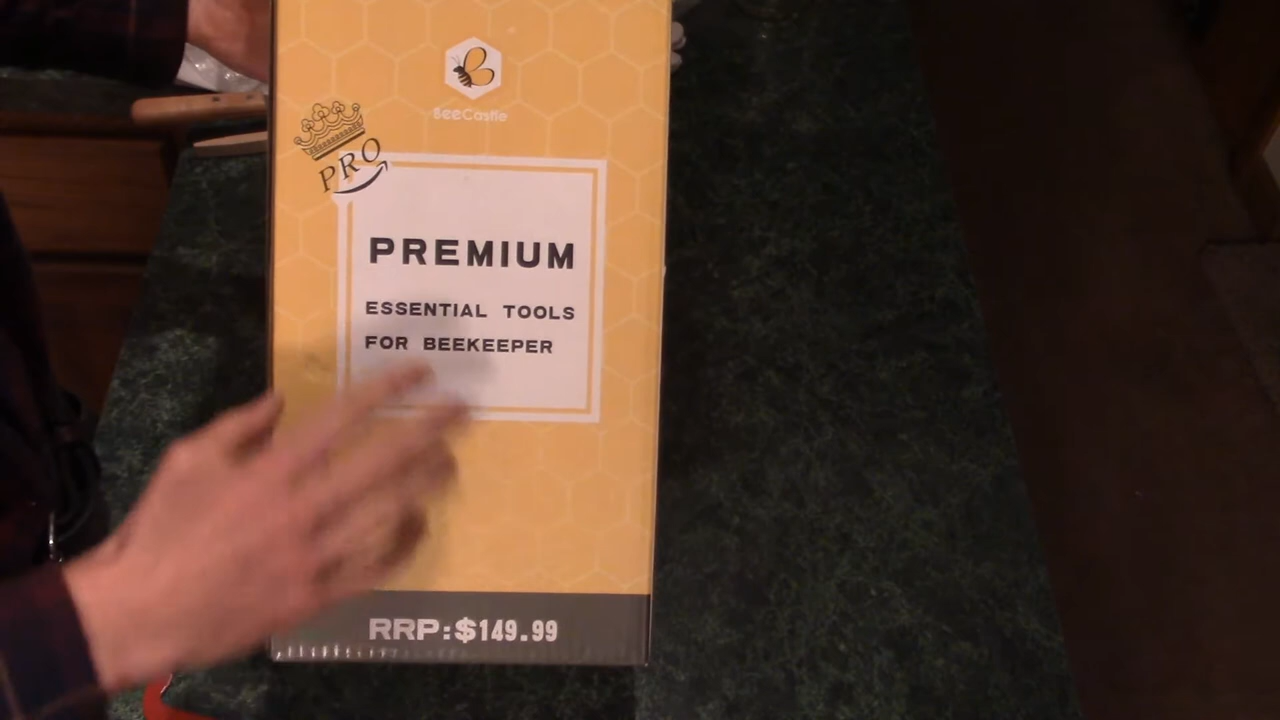 BeeCastle
PRO
PREMIUM
ESSENTIAL TOOLS
FOR BEEKEEPER
RRP:$149.99